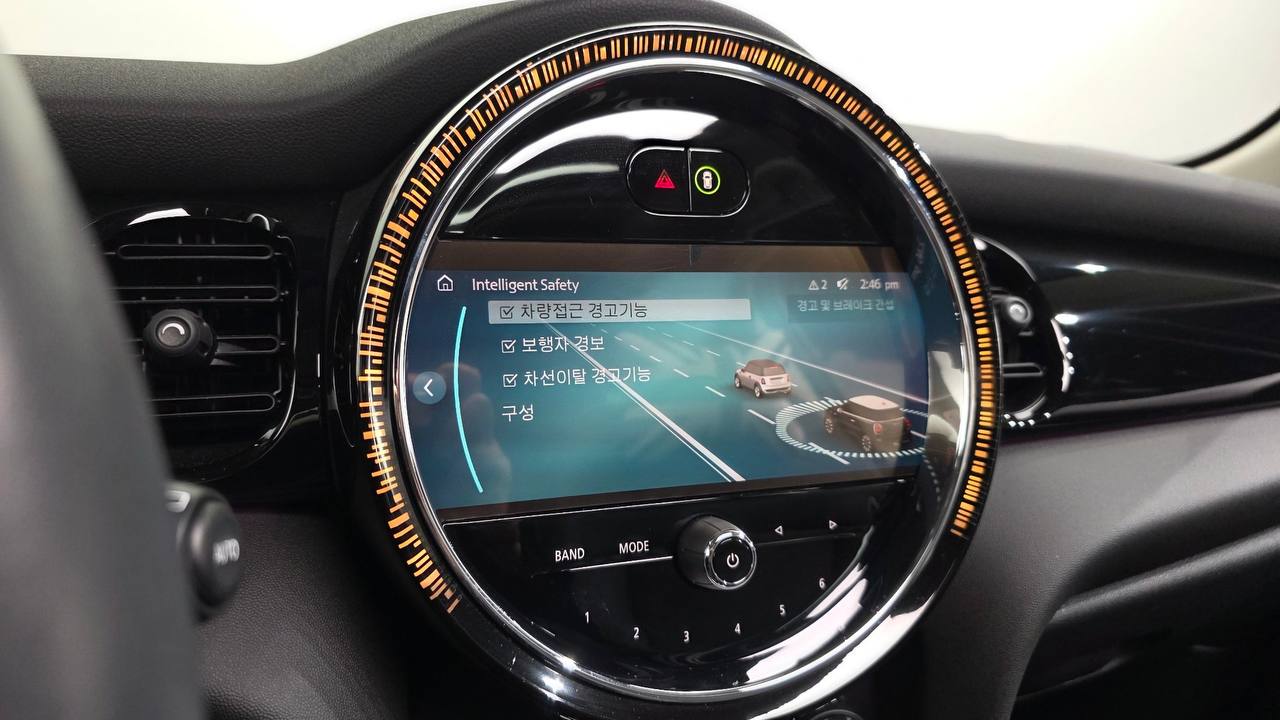 Intelligent Safety
2
2:46 pm
차량접근 경고기능
경고 및 브레이크 간섭
보행자 경보
차선이탈 경고기능
구성
BAND
MODE
1
2
3
4
5
6
AUTO